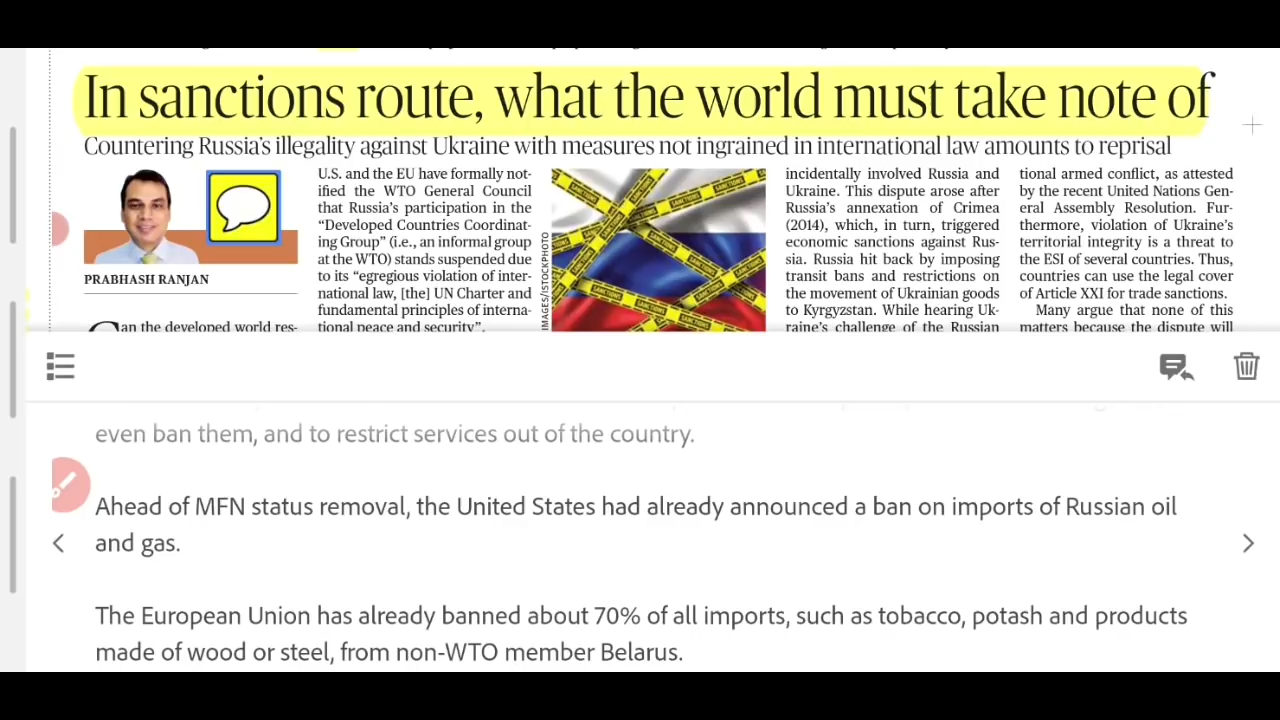 In sanctions route, what the world must take note of
Countering Russia's illegality against Ukraine with measures not ingrained in international law amounts to reprisal
PRABHASH RANJAN
Can the developed world res-
U.S. and the EU have formally not-
ified the WTO General Council
that Russia's participation in the
"Developed Countries Coordinat-
ing Group" (i.e., an informal group
at the WTO) stands suspended due
to its "egregious violation of inter-
national law, [the] UN Charter and
fundamental principles of interna-
tional peace and security".
IMAGES/ISTOCKPHOTO
SANCTIONS
incidentally involved Russia and
Ukraine. This dispute arose after
Russia's annexation of Crimea
(2014), which, in turn, triggered
economic sanctions against Rus-
sia. Russia hit back by imposing
transit bans and restrictions on
the movement of Ukrainian goods
to Kyrgyzstan. While hearing Uk-
raine's challenge of the Russian
tional armed conflict, as attested
by the recent United Nations Gen-
eral Assembly Resolution. Fur-
thermore, violation of Ukraine's
territorial integrity is a threat to
the ESI of several countries. Thus,
countries can use the legal cover
of Article XXI for trade sanctions.
Many argue that none of this
matters because the dispute will
even ban them, and to restrict services out of the country.
Ahead of MFN status removal, the United States had already announced a ban on imports of Russian oil
and gas.
The European Union has already banned about 70% of all imports, such as tobacco, potash and products
made of wood or steel, from non-WTO member Belarus.